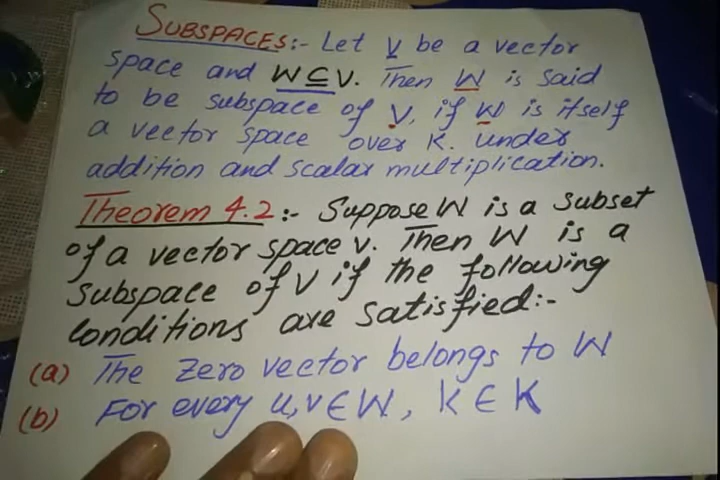 SUBSPACES:- Let V be a vector
space and W ⊆ V. Then W is said
to be subspace of V, if W is itself
a vector space over K. under
addition and scalar multiplication.
Theorem 4.2:- Suppose W is a subset
of a vector space V. Then W is a
subspace of V if the following
conditions are satisfied:-
(a) The zero vector belongs to W
(b) For every u,v ∈ W, k ∈ K